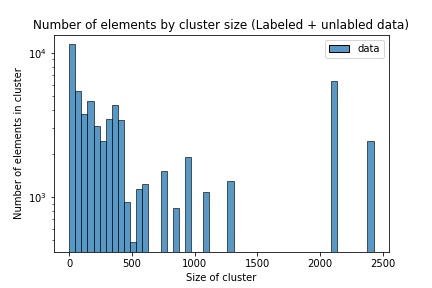 Number of elements by cluster size (Labeled + unlabled data)
data
10⁴
10³
Number of elements in cluster
0 500 1000 1500 2000 2500
Size of cluster